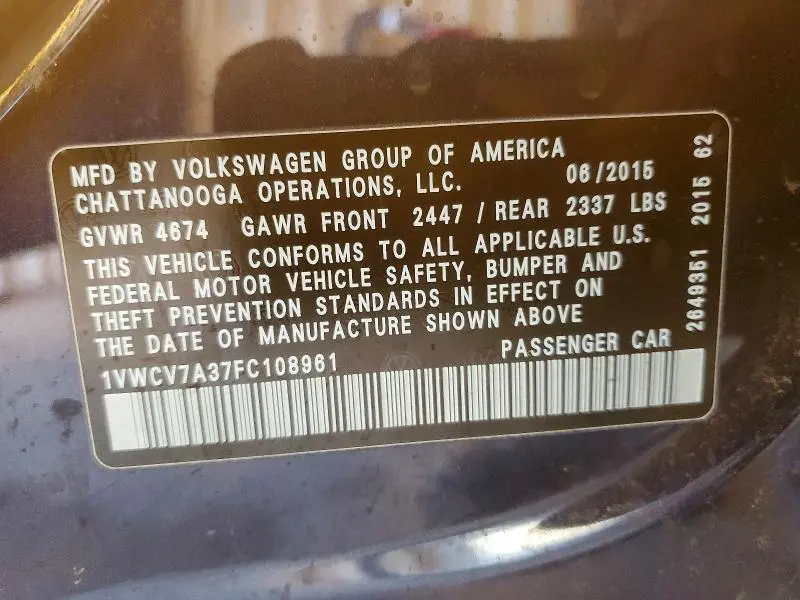 MFD BY VOLKSWAGEN GROUP OF AMERICA
CHATTANOOGA OPERATIONS, LLC. 06/2015
GVWR 4674 GAWR FRONT 2447 / REAR 2337 LBS
THIS VEHICLE CONFORMS TO ALL APPLICABLE U.S.
FEDERAL MOTOR VEHICLE SAFETY, BUMPER AND
THEFT PREVENTION STANDARDS IN EFFECT ON
THE DATE OF MANUFACTURE SHOWN ABOVE
1VWCV7A37FC108961 PASSENGER CAR
2649351 2015 62